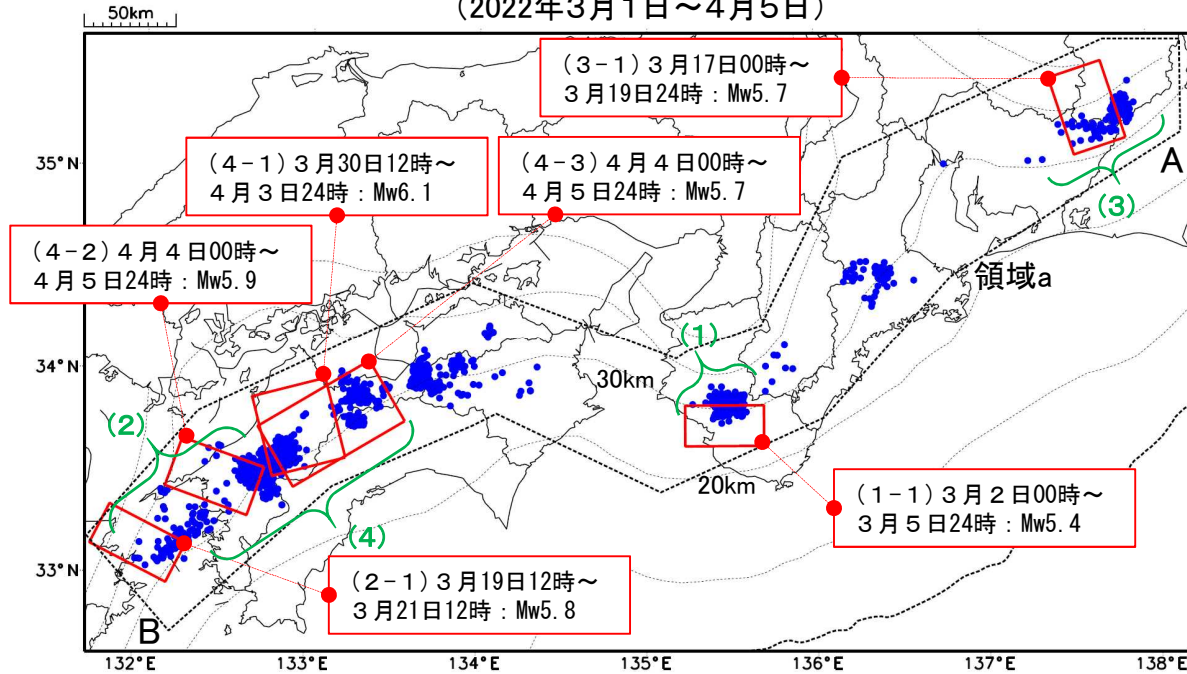 (2022年3月1日～4月5日)
50km
(3-1) 3月17日00時～
3月19日24時：Mw5.7
(4-1) 3月30日12時～
4月3日24時：Mw6.1
(4-3) 4月4日00時～
4月5日24時：Mw5.7
35°N
A
(3)
(4-2) 4月4日00時～
4月5日24時：Mw5.9
領域a
(1)
34°N
30km
(2)
20km
(1-1) 3月2日00時～
3月5日24時：Mw5.4
(4)
33°N
(2-1) 3月19日12時～
3月21日12時：Mw5.8
B
132°E
133°E
134°E
135°E
136°E
137°E
138°E